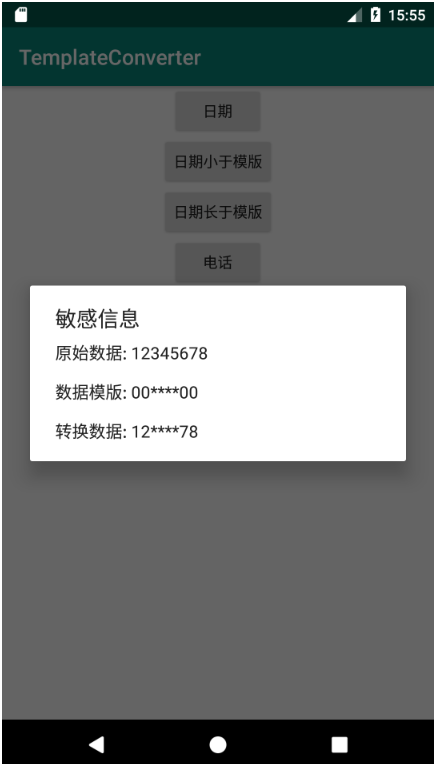 15:55
TemplateConverter
日期
日期小于模版
日期长于模版
电话
敏感信息
原始数据: 12345678
数据模版: 00****00
转换数据: 12****78